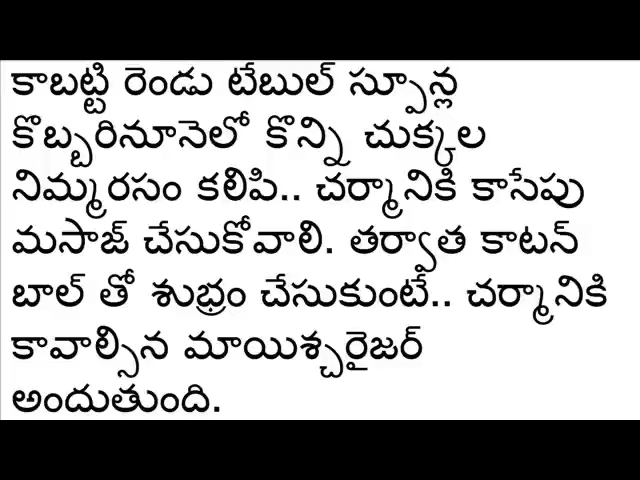 కాబట్టి రెండు టేబుల్ స్పూన్ల
కొబ్బరినూనెలో కొన్ని చుక్కల
నిమ్మరసం కలిపి.. చర్మానికి కాసేపు
మసాజ్ చేసుకోవాలి. తర్వాత కాటన్
బాల్ తో శుభ్రం చేసుకుంటే.. చర్మానికి
కావాల్సిన మాయిశ్చరైజర్
అందుతుంది.